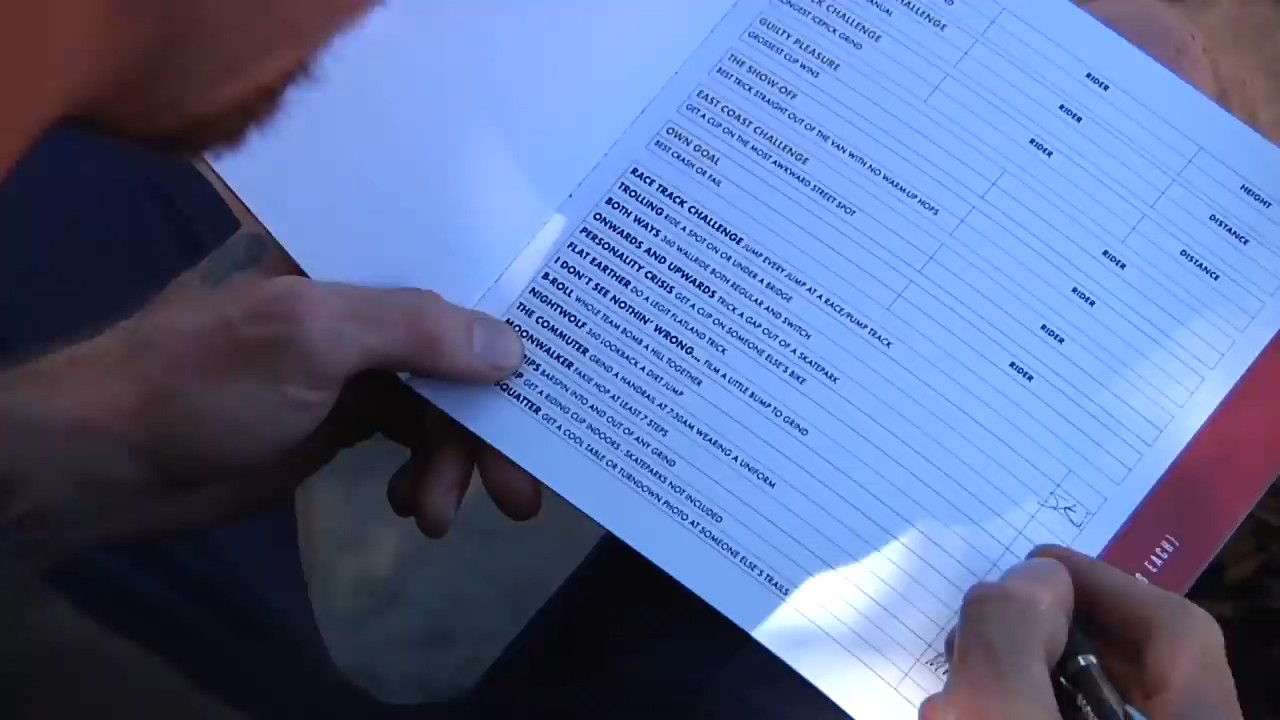 CHALLENGE
MANUAL
CHALLENGE
LONGEST ICEPICK GRIND
GUILTY PLEASURE
GROSSEST CLIP WINS
THE SHOW-OFF
BEST TRICK STRAIGHT OUT OF THE VAN WITH NO WARM-UP HOPS
EAST COAST CHALLENGE
GET A CLIP ON THE MOST AWKWARD STREET SPOT
OWN GOAL
BEST CRASH OR FAIL
RIDER
RIDER
RIDER
HEIGHT
DISTANCE
DISTANCE
RIDER
RIDER
RIDER
RIDER
RACE TRACK CHALLENGE JUMP EVERY JUMP AT A RACE/PUMP TRACK
TROLLING RIDE A SPOT ON OR UNDER A BRIDGE
BOTH WAYS 360 WALLRIDE BOTH REGULAR AND SWITCH
ONWARDS AND UPWARDS TRICK A GAP OUT OF A SKATEPARK
PERSONALITY CRISIS GET A CLIP ON SOMEONE ELSE'S BIKE
FLAT EARTHER DO A LEGIT FLATLAND TRICK
I DON'T SEE NOTHIN' WRONG... FILM A LITTLE BUMP TO GRIND
B-ROLL WHOLE TEAM BOMB A HILL TOGETHER
NIGHTWOLF 360 LOOKBACK A DIRT JUMP
THE COMMUTER GRIND A HANDRAIL AT 7:30AM WEARING A UNIFORM
MOONWALKER FAKIE HOP AT LEAST 7 STEPS
BARSPIN INTO AND OUT OF ANY GRIND
GET A RIDING CLIP INDOORS - SKATEPARKS NOT INCLUDED
SQUATTER GET A COOL TABLE OR TURNDOWN PHOTO AT SOMEONE ELSE'S TRAILS
EACH)